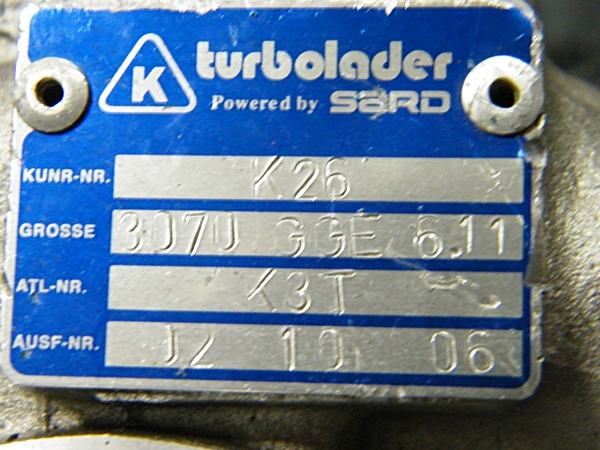 K turbolader
Powered by SARD
KUNR-NR. K26
GROSSE 3070 GGE 6.11
ATL-NR. K3T
AUSF-NR. 02 10 06